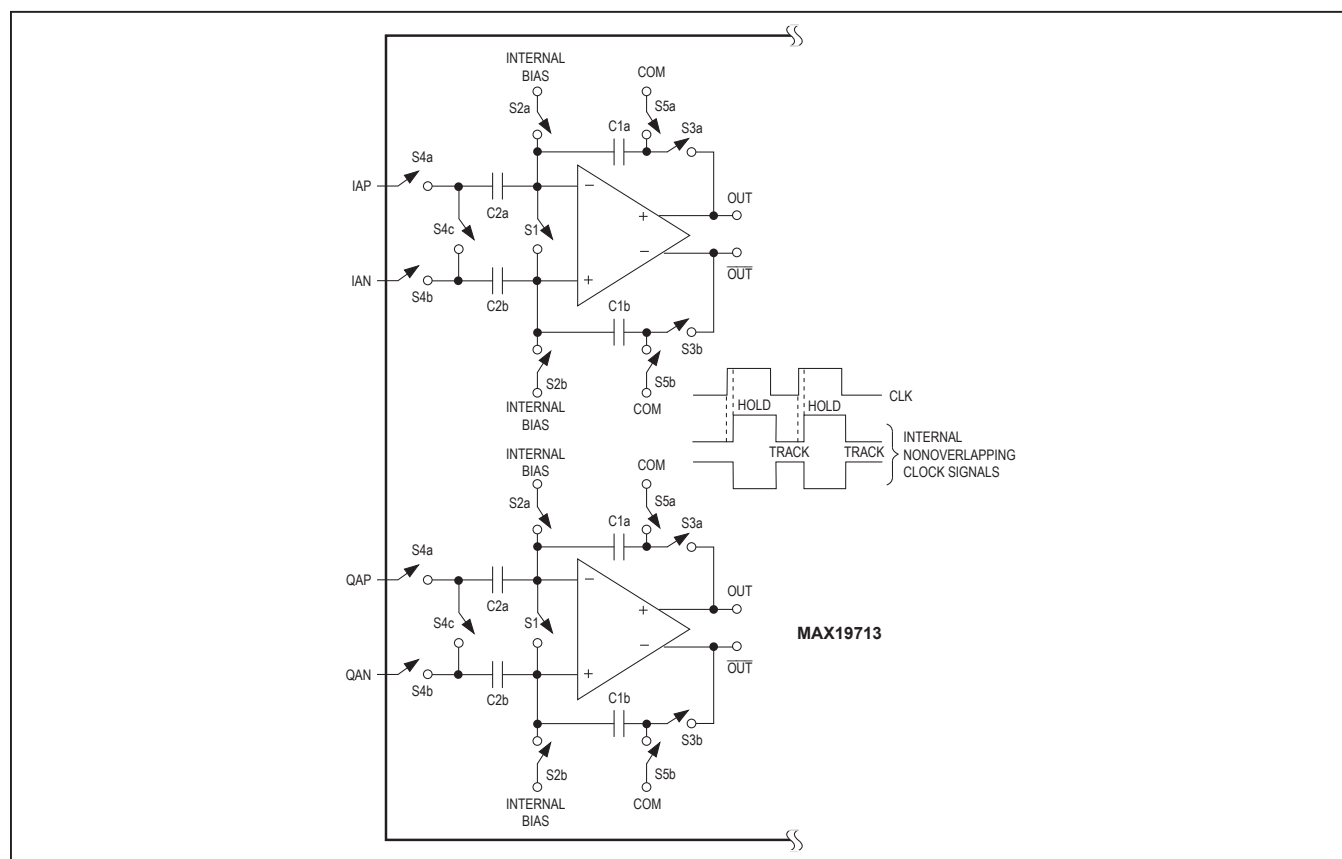 INTERNAL
BIAS
COM
S2a
S5a
C1a
S3a
S4a
IAP
−
OUT
C2a
+
S4c
S1
−
OUT
IAN
+
S4b
C2b
C1b
S3b
S2b
S5b
INTERNAL
BIAS
COM
CLK
HOLD
HOLD
TRACK
TRACK
INTERNAL
NONOVERLAPPING
CLOCK SIGNALS
INTERNAL
BIAS
COM
S2a
S5a
C1a
S3a
S4a
QAP
−
OUT
C2a
+
S4c
S1
MAX19713
−
OUT
QAN
+
S4b
C2b
C1b
S3b
S2b
S5b
INTERNAL
BIAS
COM